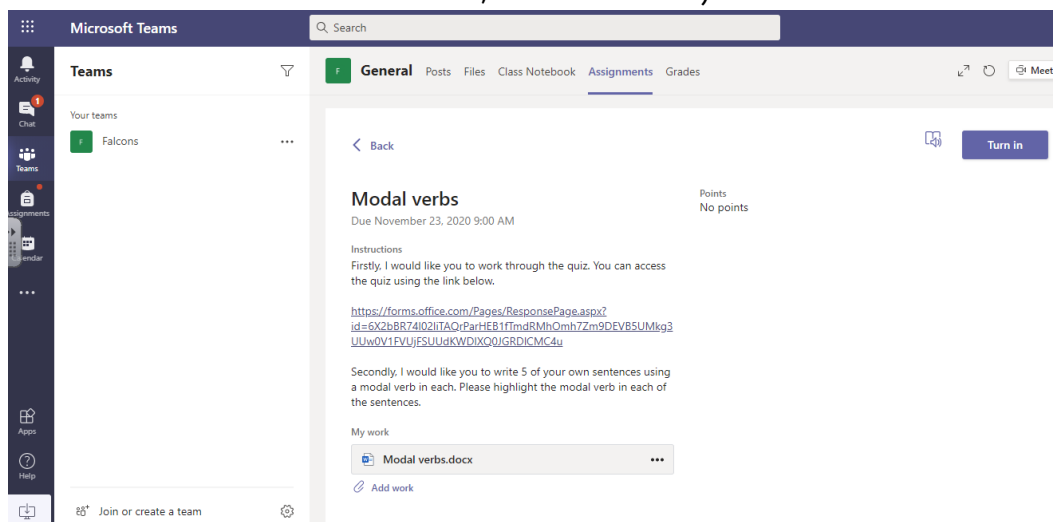 Microsoft Teams
Search
Activity
Teams
F
General
Posts
Files
Class Notebook
Assignments
Grades
Meet
1
Chat
Your teams
F
Falcons
Back
Turn in
Teams
Modal verbs
Points
No points
Due November 23, 2020 9:00 AM
Instructions
Firstly, I would like you to work through the quiz. You can access
the quiz using the link below.
https://forms.office.com/Pages/ResponsePage.aspx?
Secondly, I would like you to write 5 of your own sentences using
a modal verb in each. Please highlight the modal verb in each of
the sentences.
My work
Modal verbs.docx
Add work
Apps
Help
Join or create a team